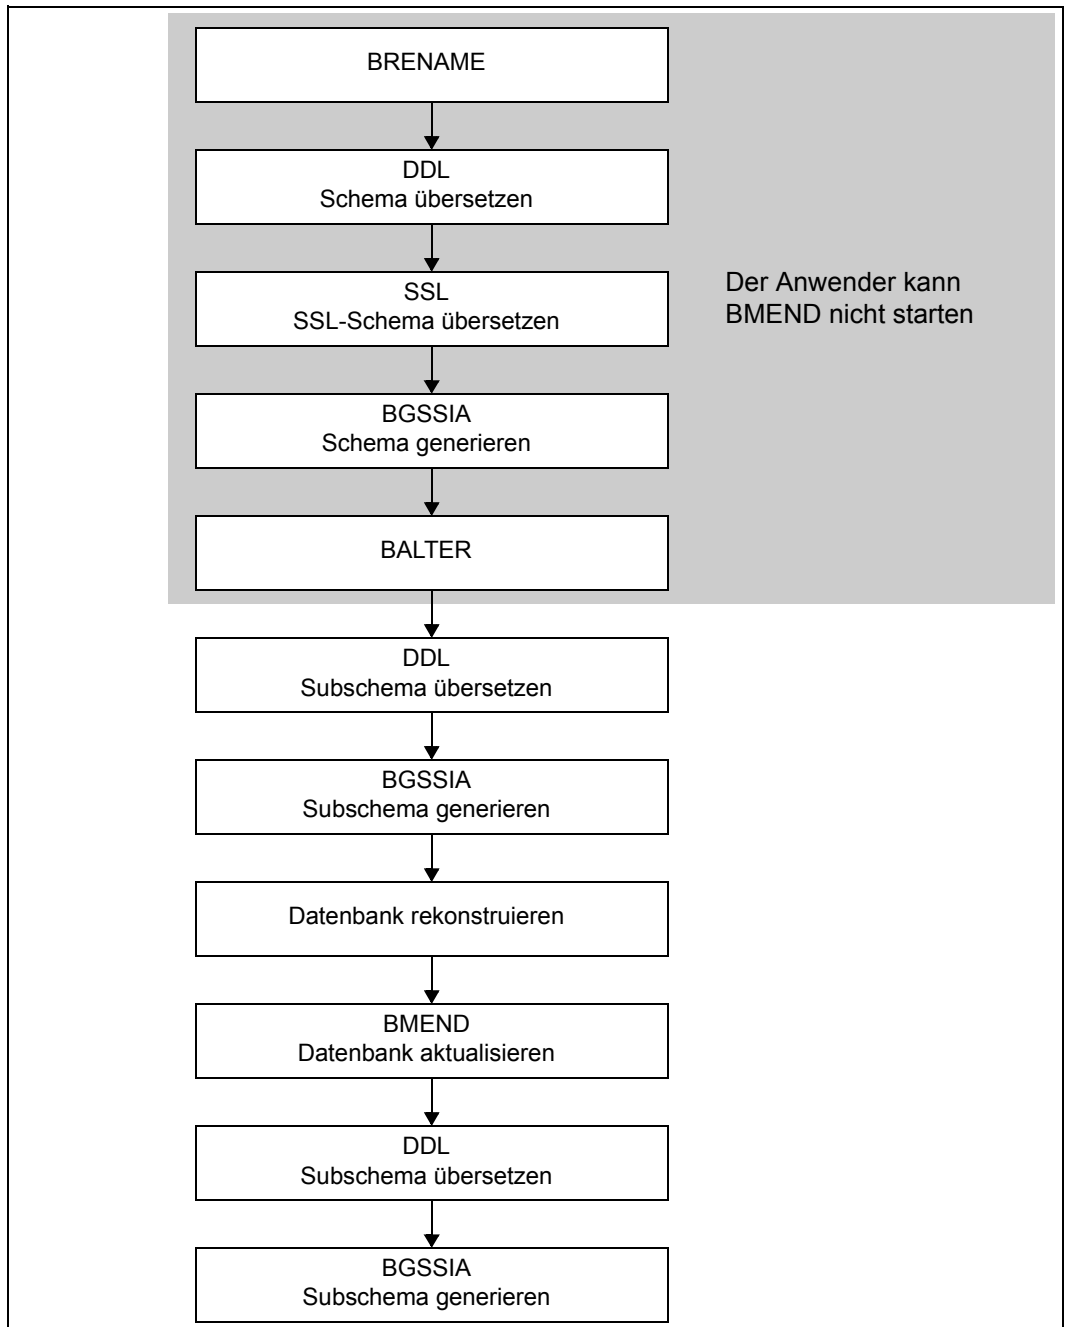 BRENAME
DDL
Schema übersetzen
SSL
SSL-Schema übersetzen
Der Anwender kann
BMEND nicht starten
BGSSIA
Schema generieren
BALTER
DDL
Subschema übersetzen
BGSSIA
Subschema generieren
Datenbank rekonstruieren
BMEND
Datenbank aktualisieren
DDL
Subschema übersetzen
BGSSIA
Subschema generieren